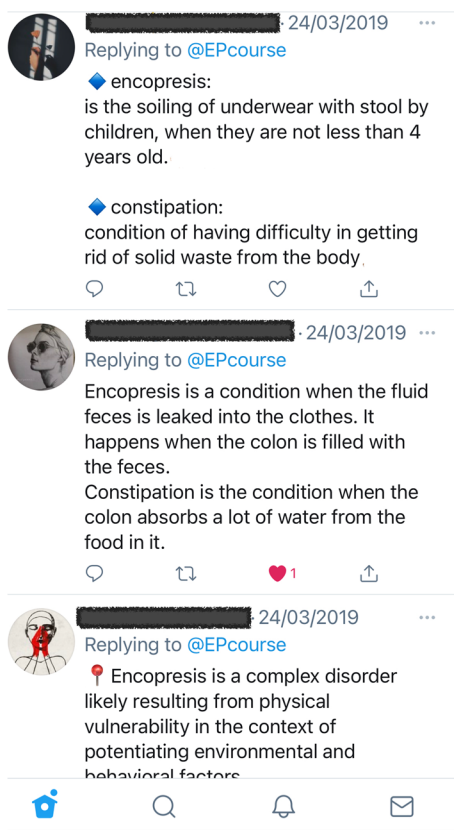 · 24/03/2019
Replying to @EPcourse
encopresis:
is the soiling of underwear with stool by
children, when they are not less than 4
years old.
constipation:
condition of having difficulty in getting
rid of solid waste from the body
· 24/03/2019
Replying to @EPcourse
Encopresis is a condition when the fluid
feces is leaked into the clothes. It
happens when the colon is filled with
the feces.
Constipation is the condition when the
colon absorbs a lot of water from the
food in it.
1
· 24/03/2019
Replying to @EPcourse
Encopresis is a complex disorder
likely resulting from physical
vulnerability in the context of
potentiating environmental and
behavioral factors